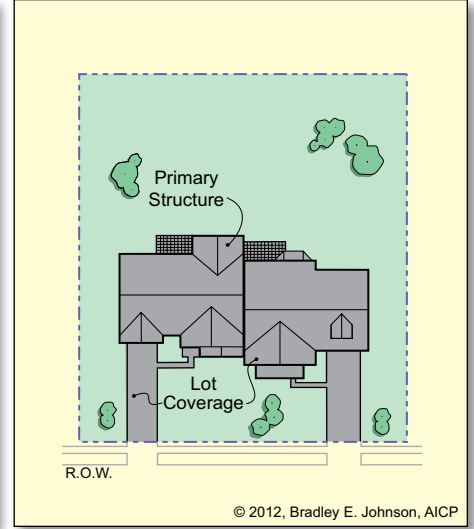 Primary
Structure
Lot
Coverage
R.O.W.
© 2012, Bradley E. Johnson, AICP